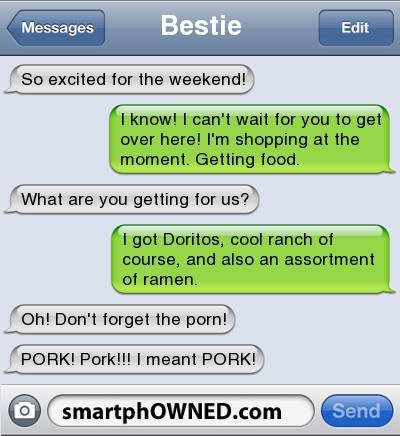 Messages
Bestie
Edit
So excited for the weekend!
I know! I can't wait for you to get
over here! I'm shopping at the
moment. Getting food.
What are you getting for us?
I got Doritos, cool ranch of
course, and also an assortment
of ramen.
Oh! Don't forget the porn!
PORK! Pork!!! I meant PORK!
smartphOWNED.com
Send